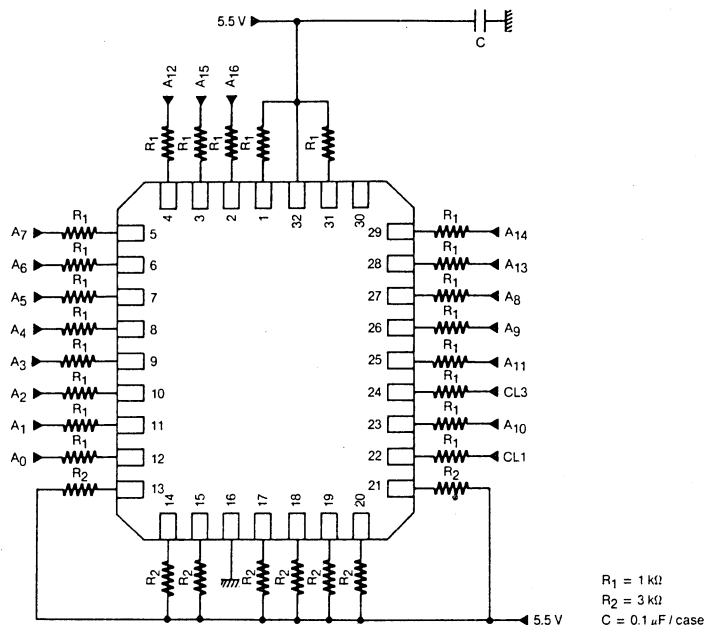 5.5 V
C
A12 A15 A16
R1 R1 R1 R1 R1
4 3 2 1 32 31 30
A7 R1 5 29 R1 A14
A6 R1 6 28 R1 A13
A5 R1 7 27 R1 A8
A4 R1 8 26 R1 A9
A3 R1 9 25 R1 A11
A2 R1 10 24 R1 CL3
A1 R1 11 23 R1 A10
A0 R1 12 22 R1 CL1
R2 13 21 R2
14 15 16 17 18 19 20
R2 R2 R2 R2 R2 R2
5.5 V
R1 = 1 kΩ
R2 = 3 kΩ
C = 0.1 μF / case